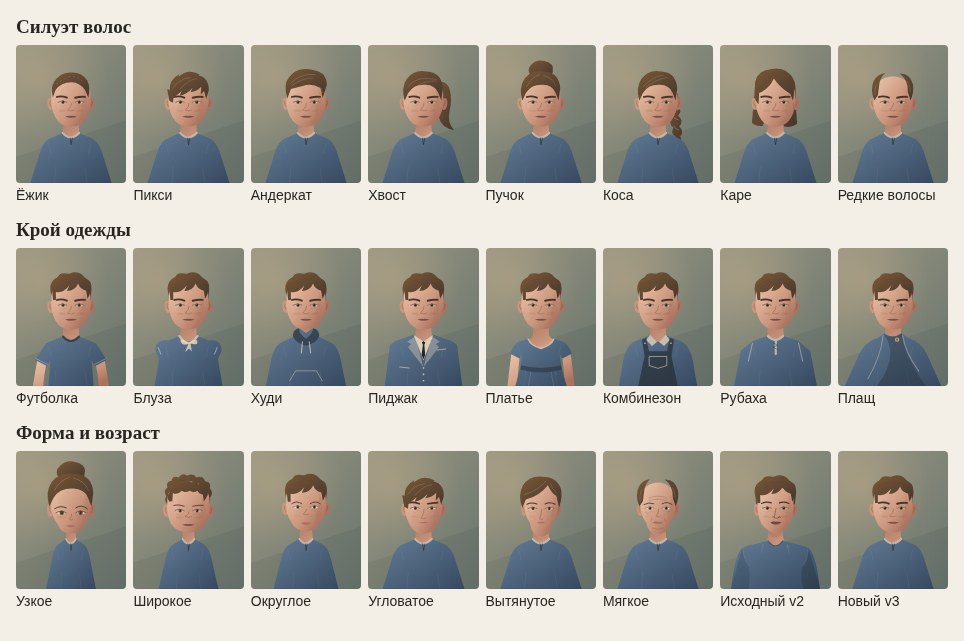 Силуэт волос
Ёжик Пикси Андеркат Хвост Пучок Коса Каре Редкие волосы
Крой одежды
Футболка Блуза Худи Пиджак Платье Комбинезон Рубаха Плащ
Форма и возраст
Узкое Широкое Округлое Угловатое Вытянутое Мягкое Исходный v2 Новый v3